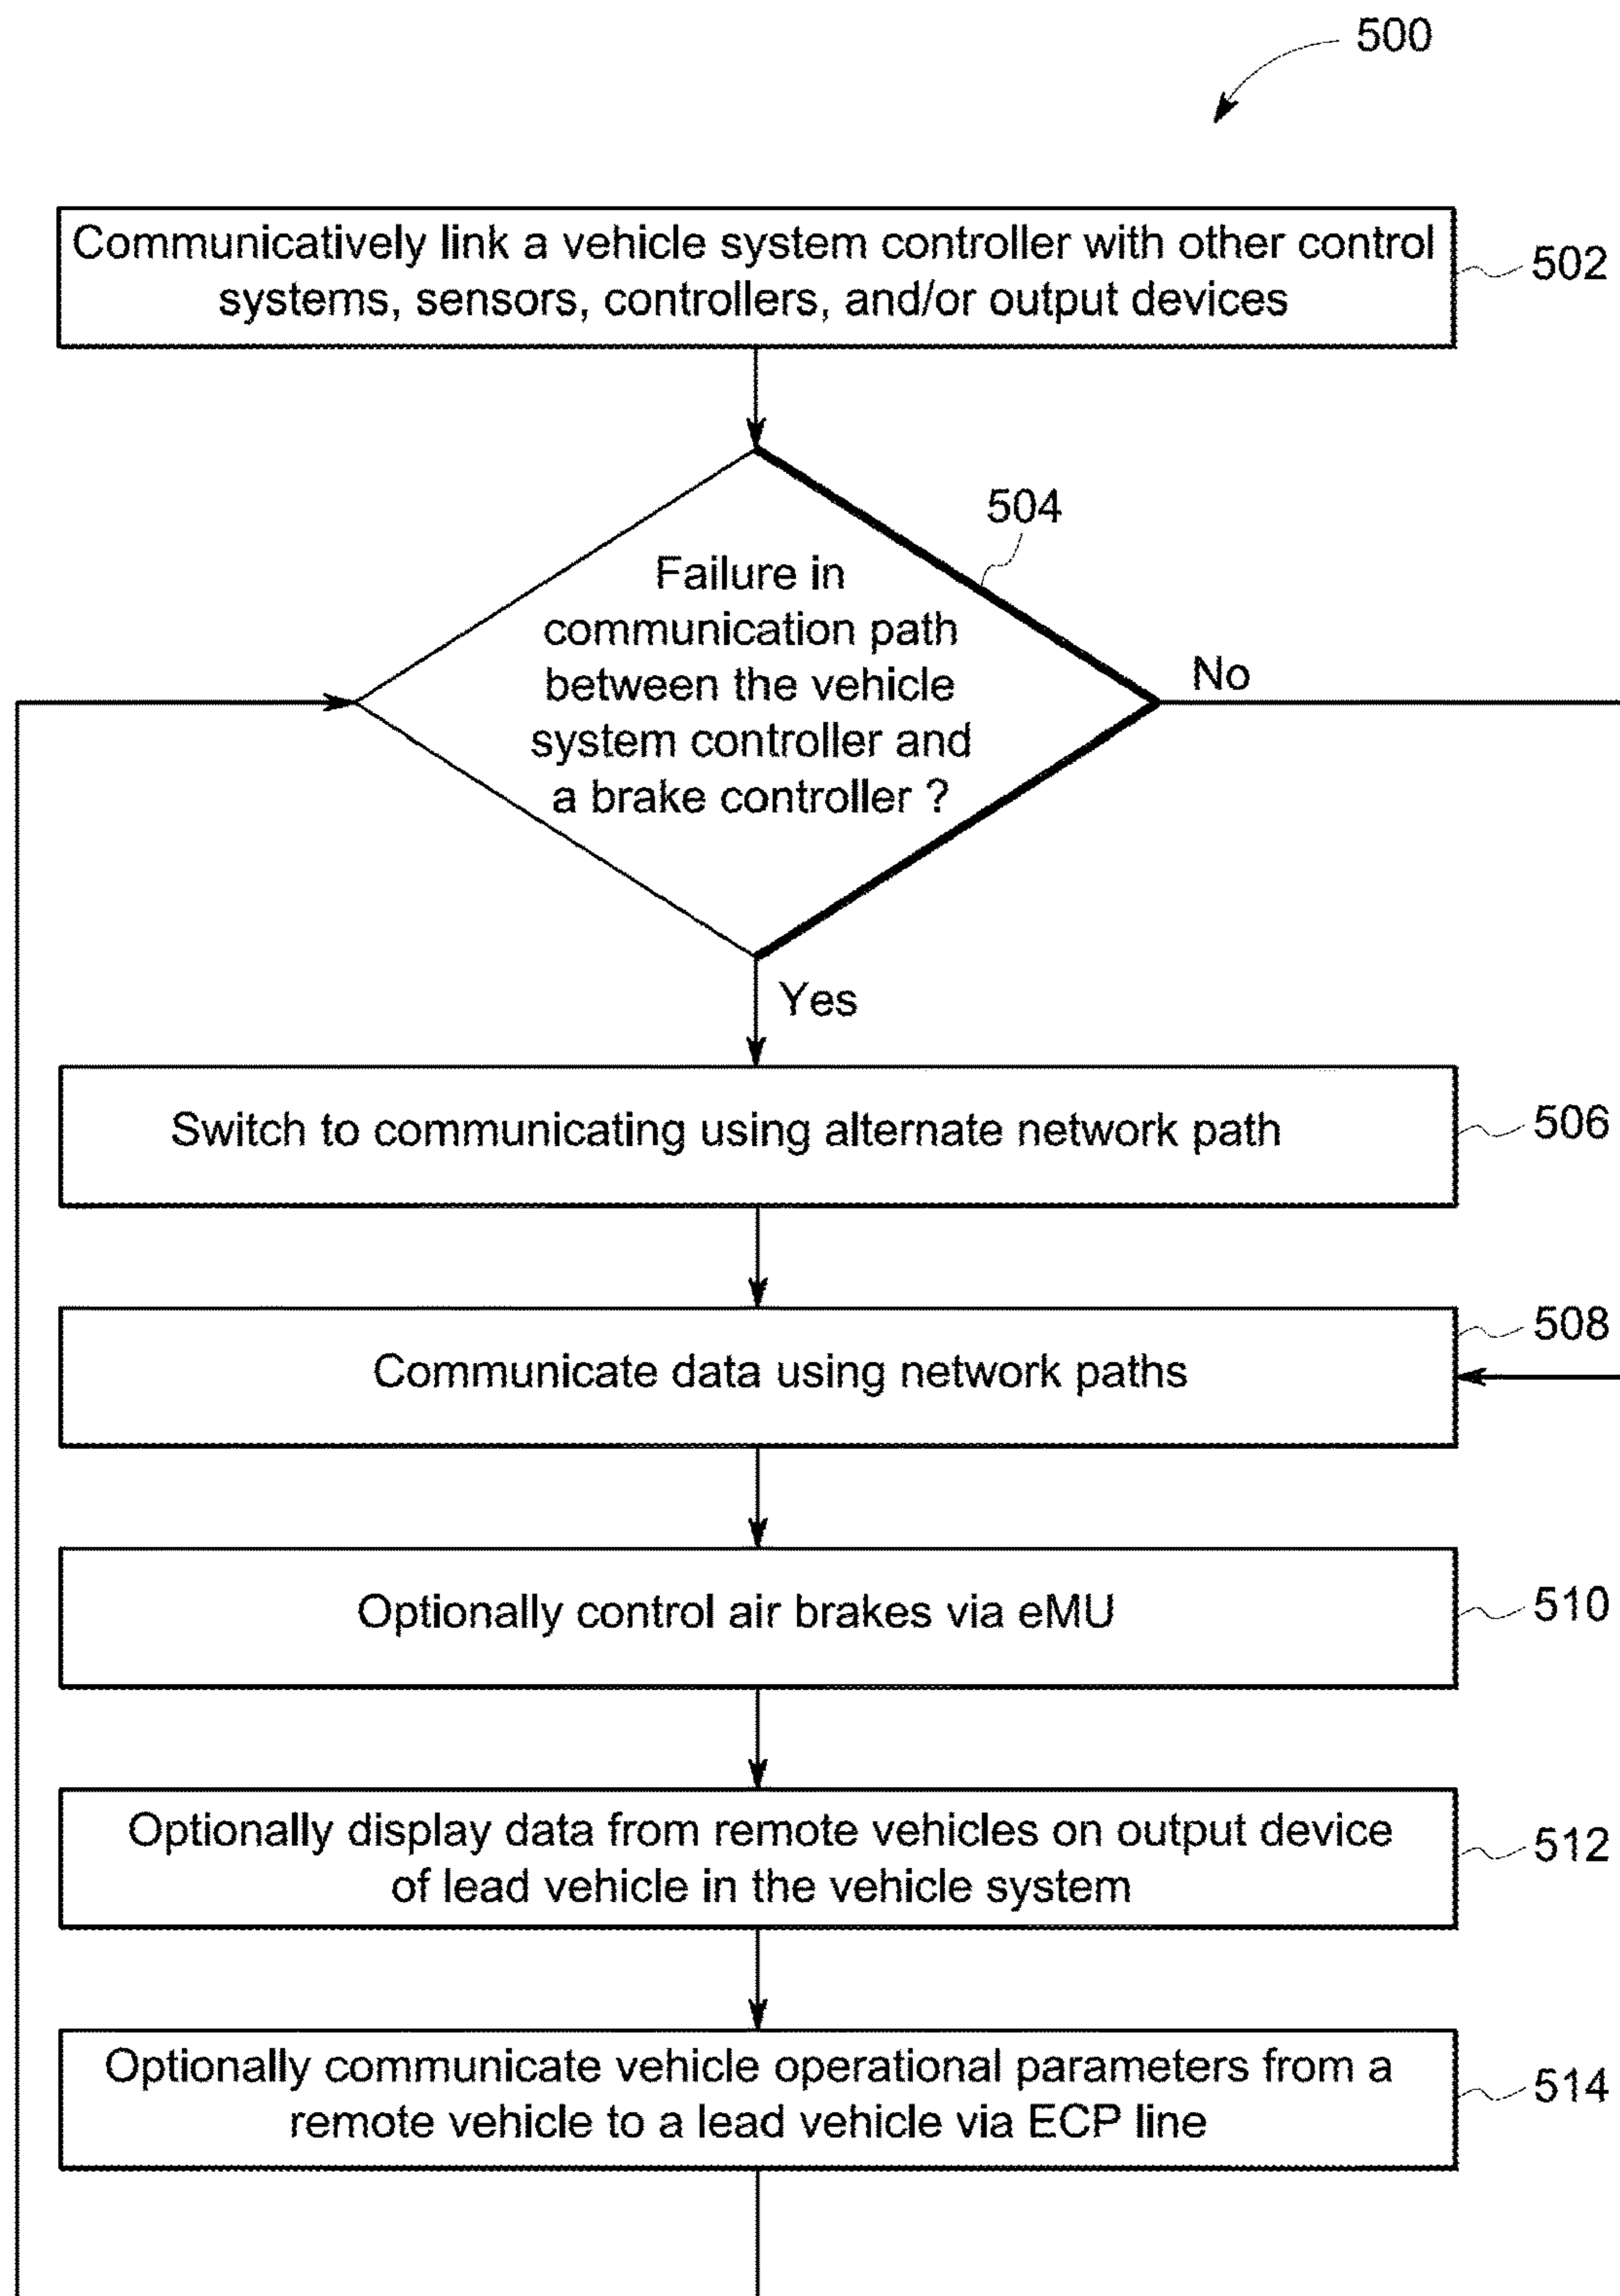 500
Communicatively link a vehicle system controller with other control
systems, sensors, controllers, and/or output devices
502
504
Failure in
communication path
between the vehicle
system controller and
a brake controller ?
No
Yes
Switch to communicating using alternate network path
506
Communicate data using network paths
508
Optionally control air brakes via eMU
510
Optionally display data from remote vehicles on output device
of lead vehicle in the vehicle system
512
Optionally communicate vehicle operational parameters from a
remote vehicle to a lead vehicle via ECP line
514